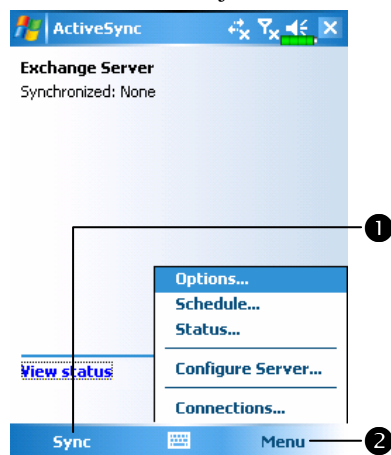 ActiveSync
Exchange Server
Synchronized: None
1
Options...
Schedule...
Status...
View status
Configure Server...
Connections...
Sync
Menu
2